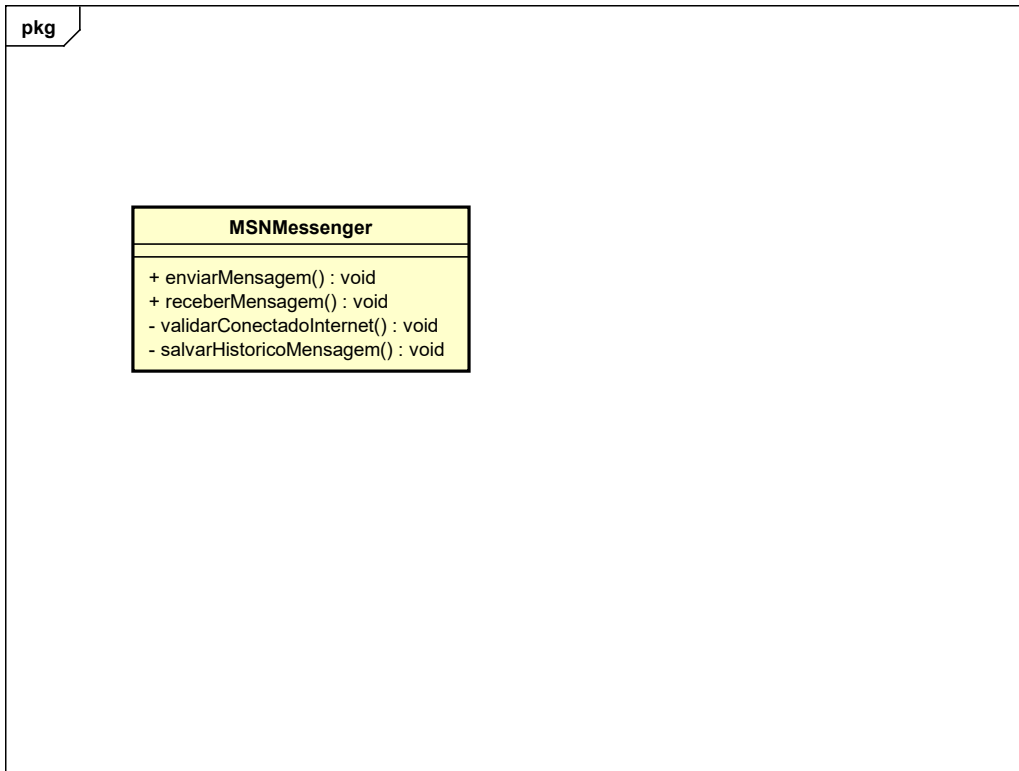 pkg
MSNMessenger
+ enviarMensagem() : void
+ receberMensagem() : void
- validarConectadoInternet() : void
- salvarHistoricoMensagem() : void